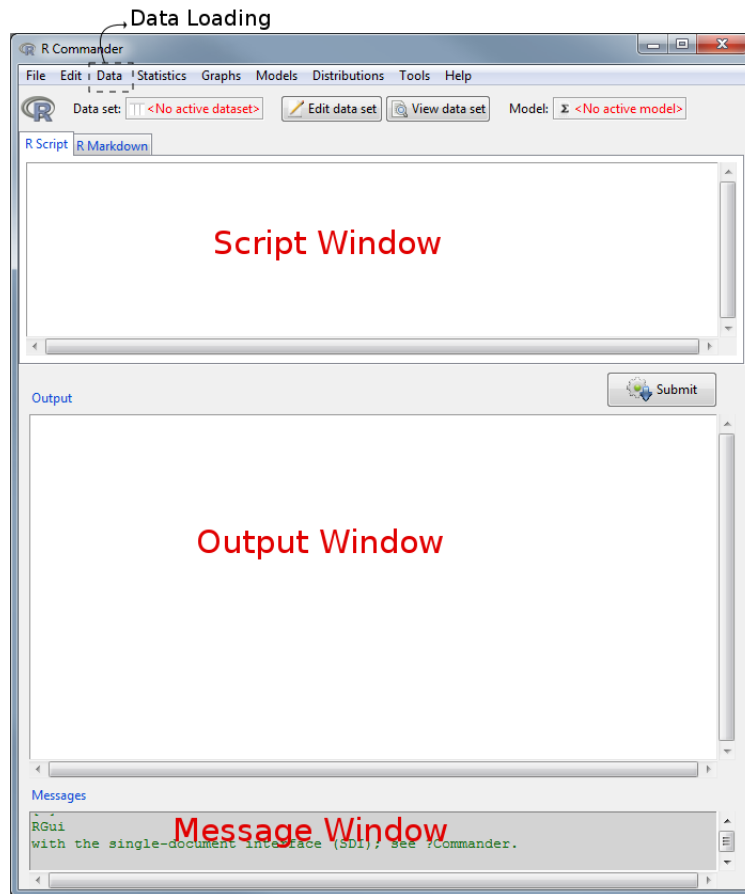 Data Loading
R Commander
File Edit Data Statistics Graphs Models Distributions Tools Help
R Data set: <No active dataset> Edit data set View data set Model: Σ <No active model>
R Script R Markdown
Script Window
Output Submit
Output Window
Messages
RGui
Message Window
with the single-document interface (SDI); see ?Commander.